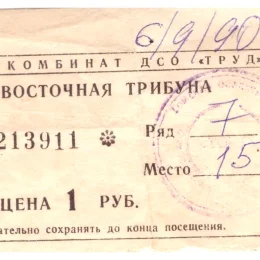 6/9/90
КОМБИНАТ ДСО «ТРУД»
ВОСТОЧНАЯ ТРИБУНА
213911 Ряд 7
Место 15
ЦЕНА 1 РУБ.
ательно сохранять до конца посещения.